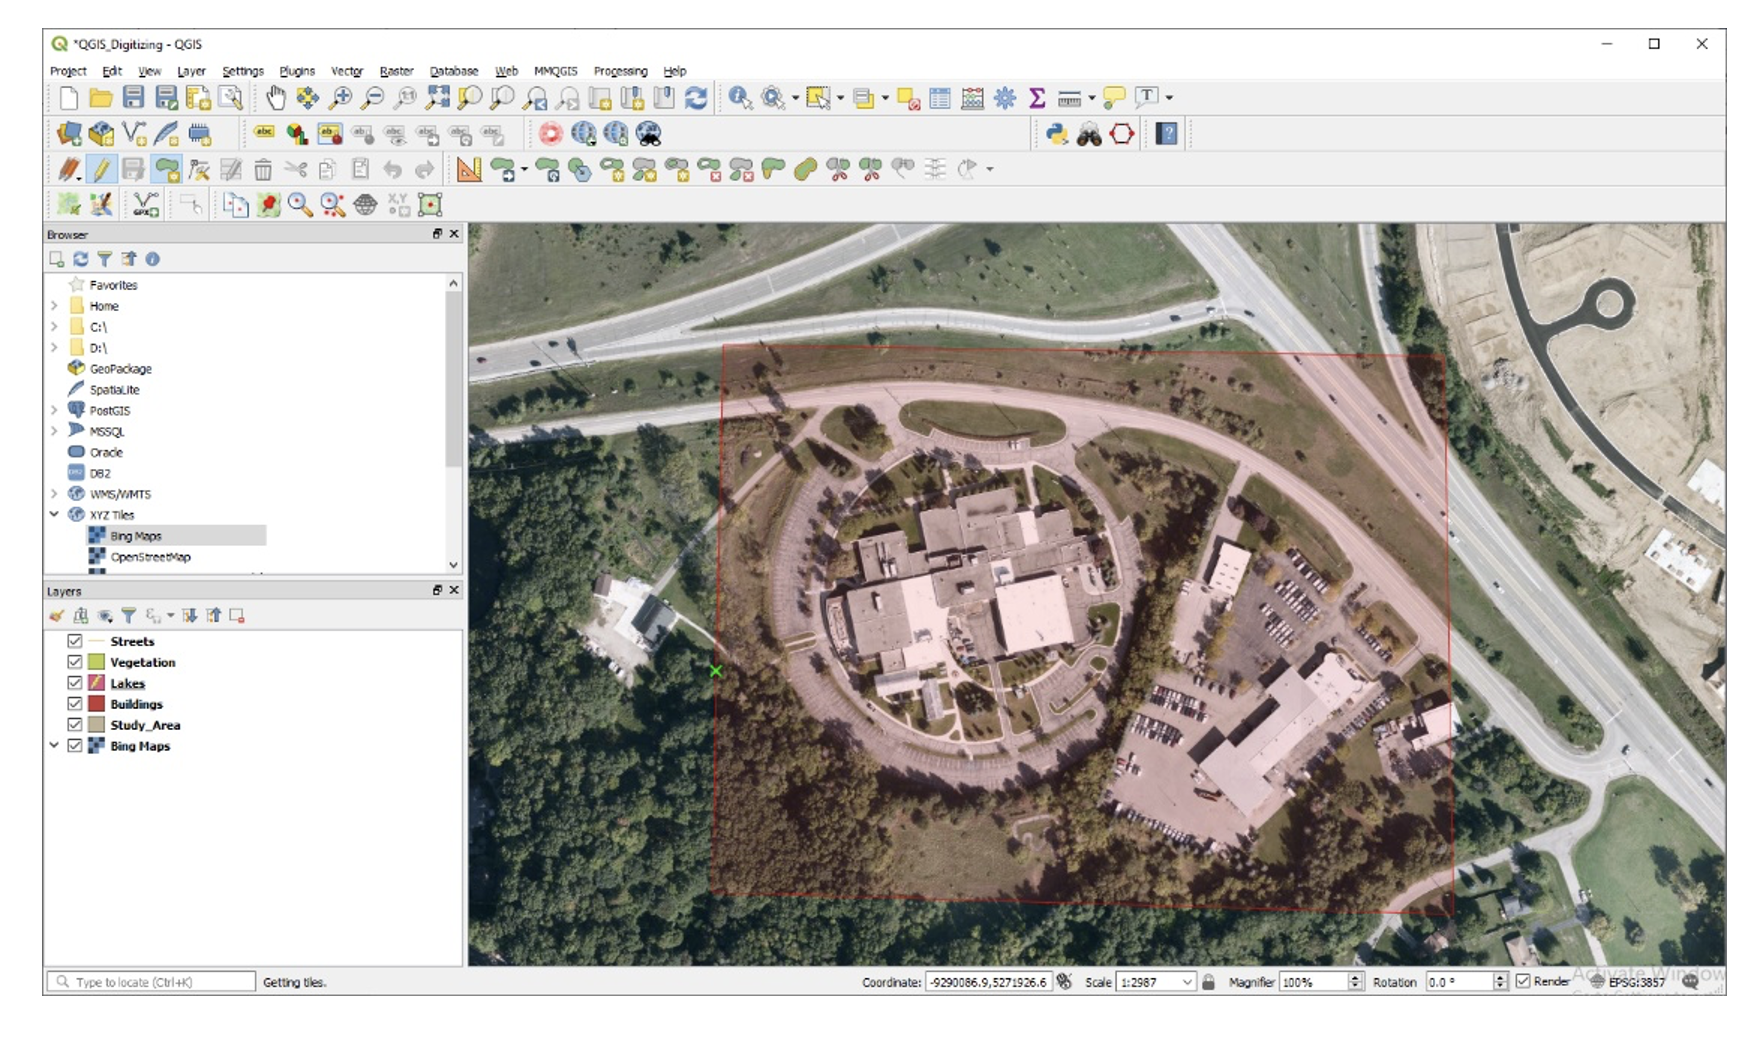 *QGIS_Digitizing - QGIS
Project Edit View Layer Settings Plugins Vector Raster Database Web MMQGIS Processing Help
Browser
Favorites
Home
C:\
D:\
GeoPackage
SpatiaLite
PostGIS
MSSQL
Oracle
DB2
WMS/WMTS
XYZ Tiles
Bing Maps
OpenStreetMap
Layers
Streets
Vegetation
Lakes
Buildings
Study_Area
Bing Maps
Type to locate (Ctrl+K) Getting tiles. Coordinate: -9290086.9,5271926.6 Scale 1:2987 Magnifier 100% Rotation 0.0 ° Render EPSG:3857
Activate Window